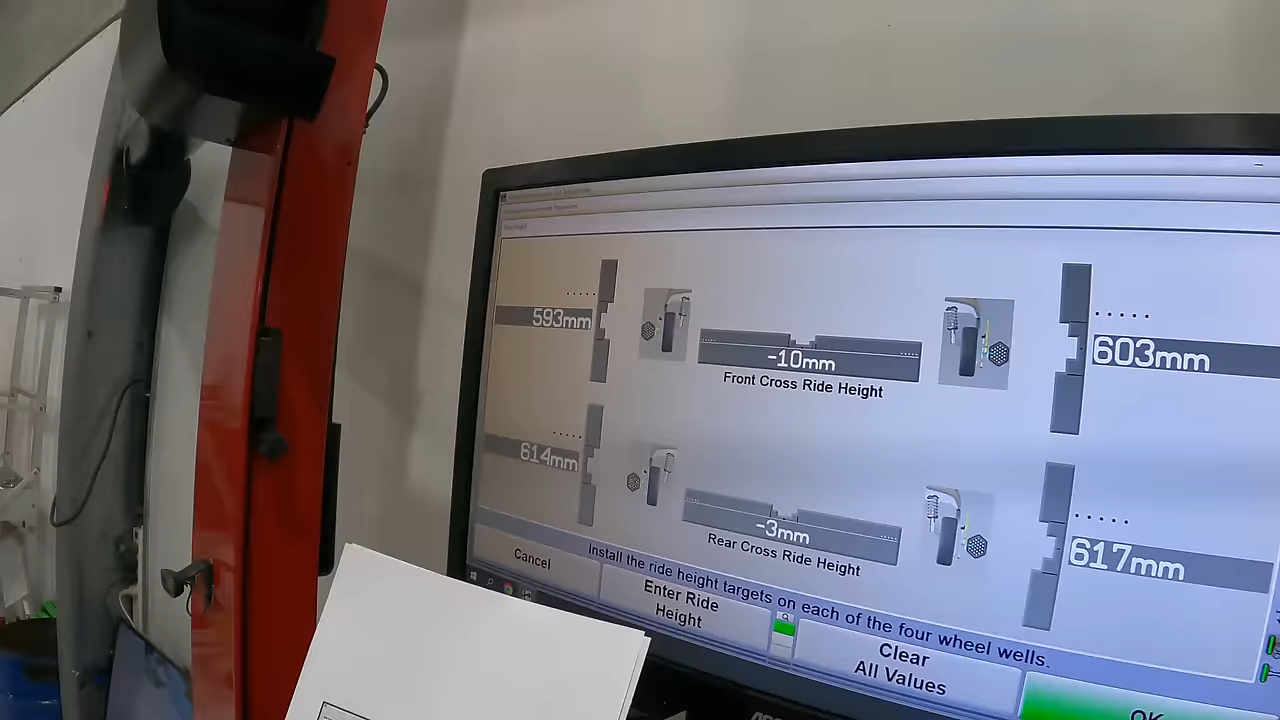 593mm
-10mm
603mm
Front Cross Ride Height
614mm
-3mm
617mm
Rear Cross Ride Height
Install the ride height targets on each of the four wheel wells.
Cancel
Enter Ride
Height
Clear
All Values
OK